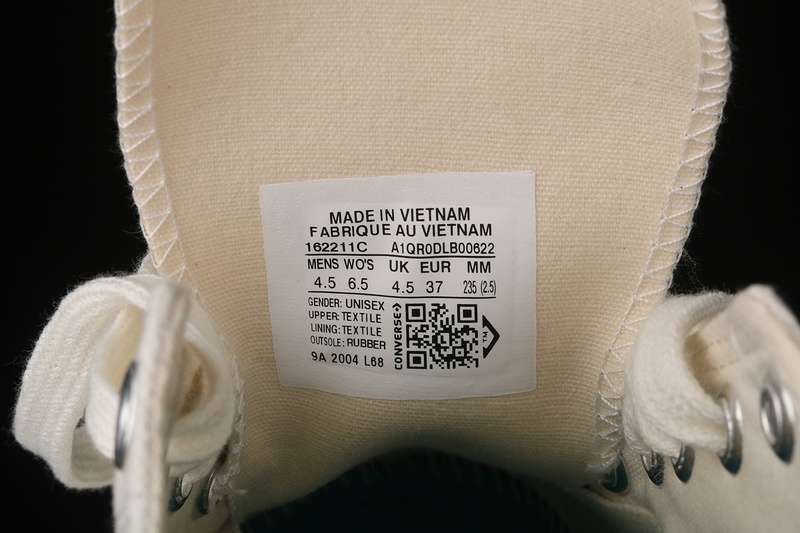 MADE IN VIETNAM
FABRIQUE AU VIETNAM
162211C A1QR0DLB00622
MENS WO'S UK EUR MM
4.5 6.5 4.5 37 235 (2.5)
GENDER: UNISEX
UPPER: TEXTILE
LINING: TEXTILE
OUTSOLE: RUBBER
9A 2004 L68
CONVERSE
TM